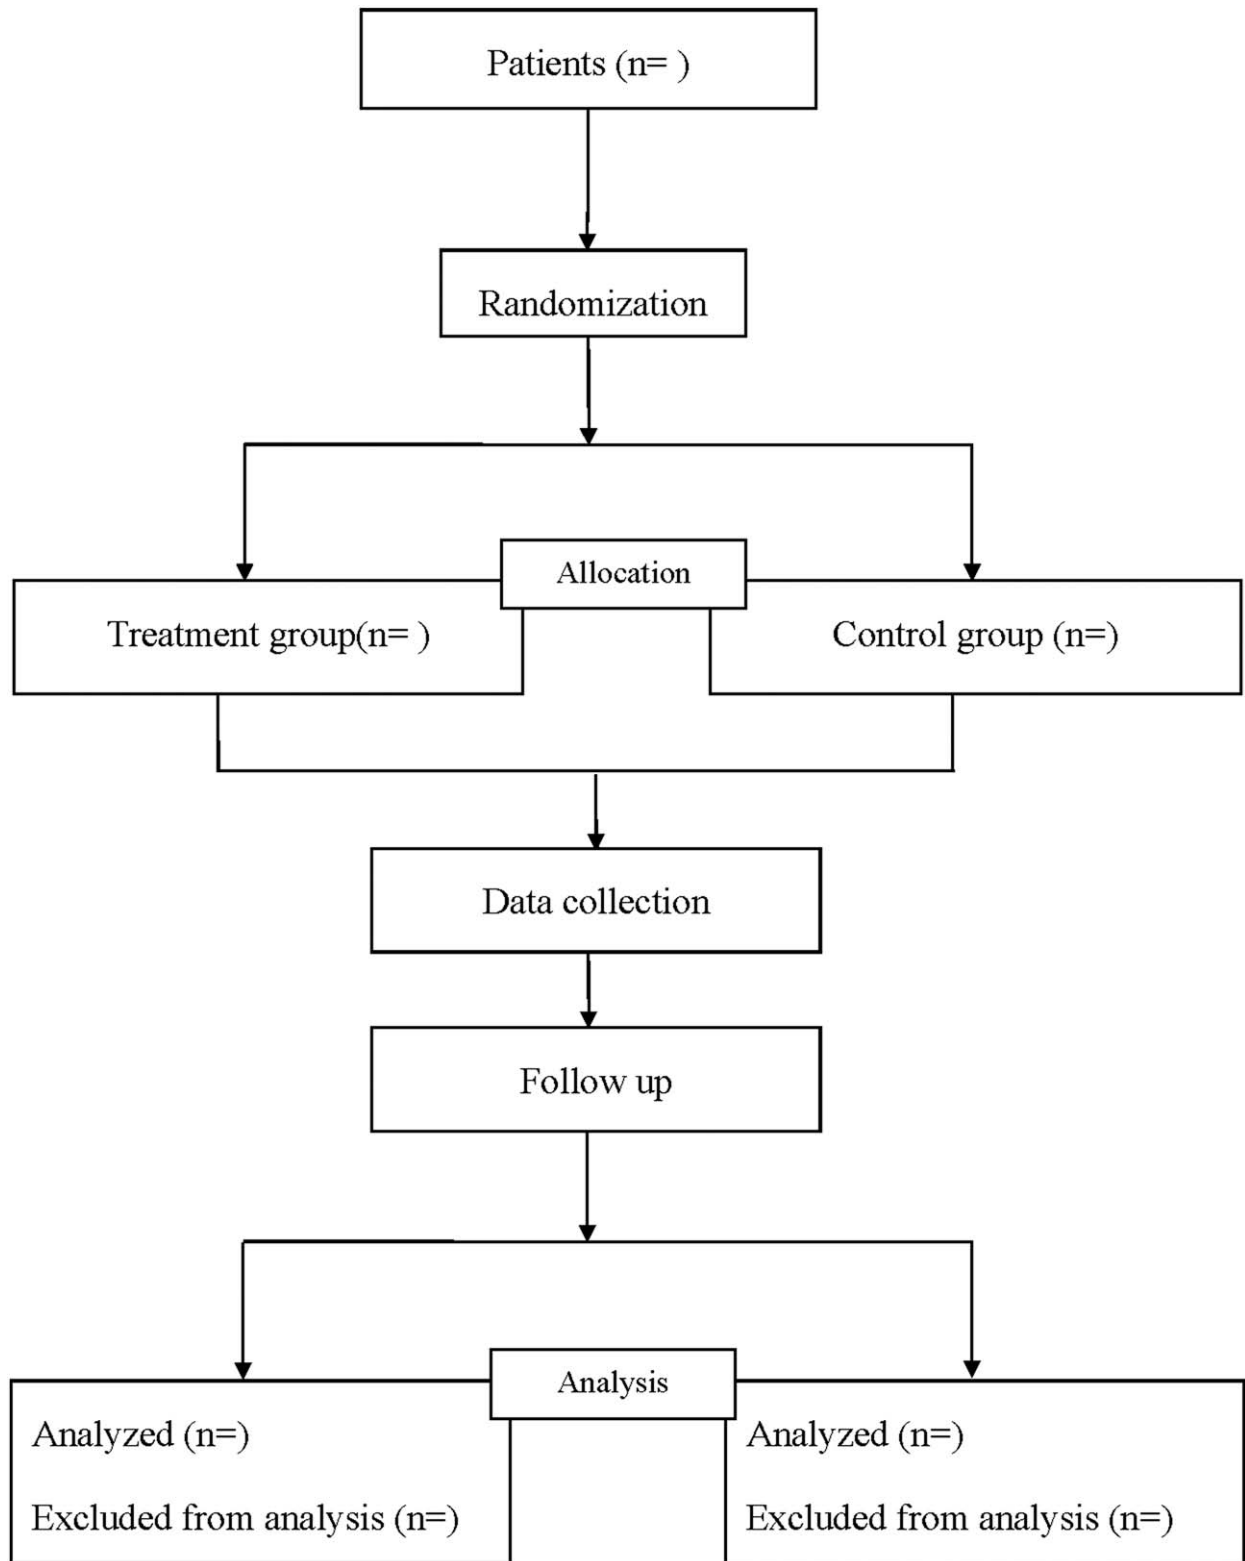 Patients (n= )
Randomization
Allocation
Treatment group(n= )
Control group (n=)
Data collection
Follow up
Analysis
Analyzed (n=)
Excluded from analysis (n=)
Analyzed (n=)
Excluded from analysis (n=)